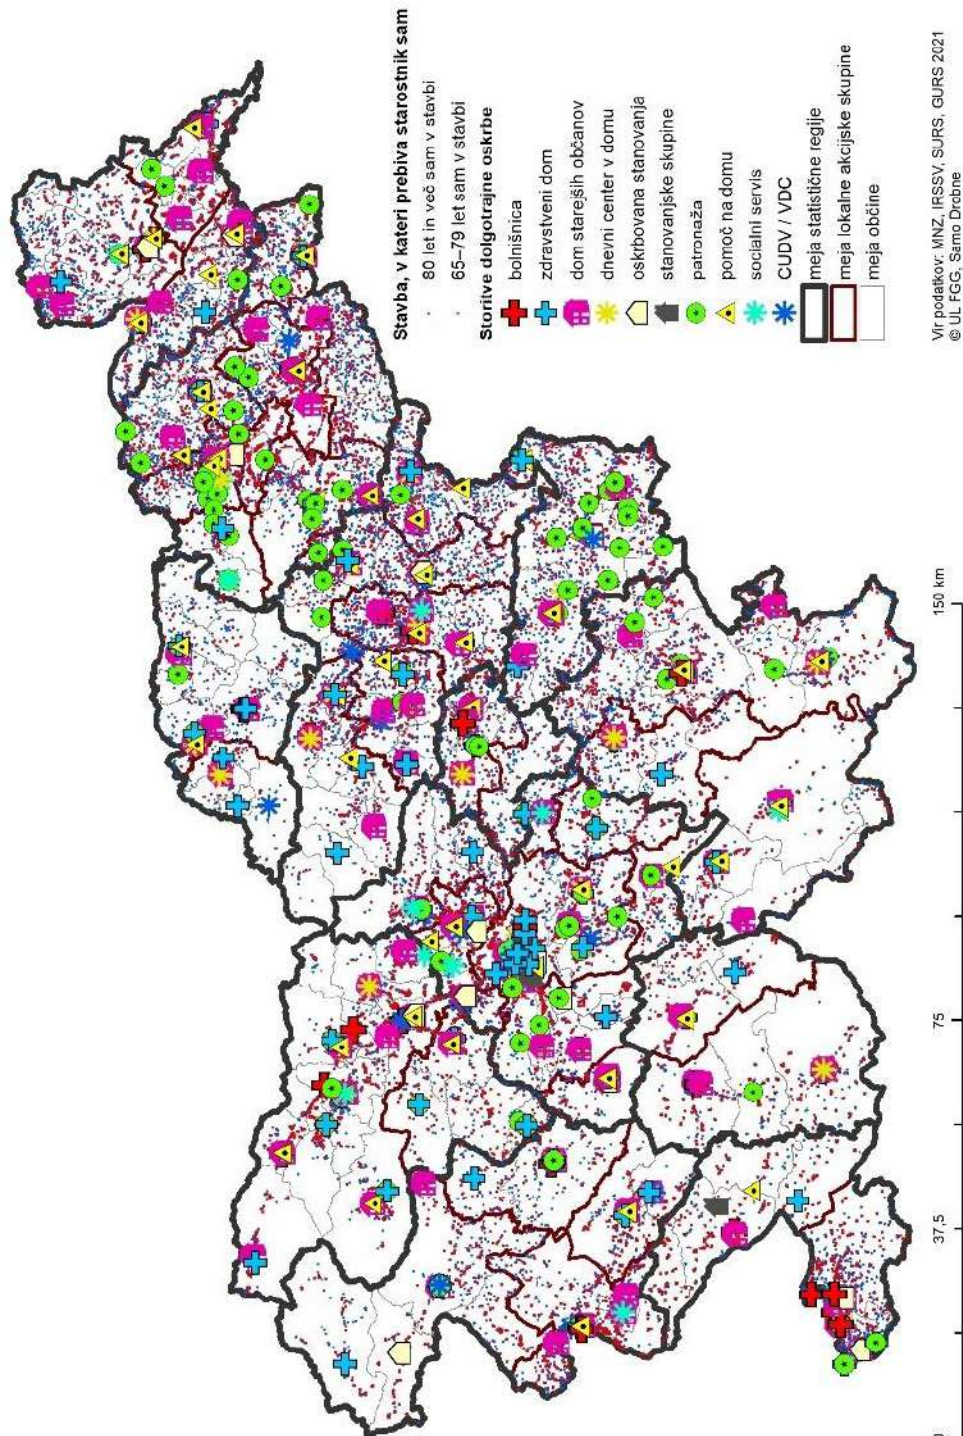 Stavba, v kateri prebiva starostnik sam
80 let in več sam v stavbi
65–79 let sam v stavbi
Storitve dolgotrajne oskrbe
bolnišnica
zdravstveni dom
dom starejših občanov
dnevni center v domu
oskrbovana stanovanja
stanovanjske skupine
patronaža
pomoč na domu
socialni servis
CUDV / VDC
meja statistične regije
meja lokalne akcijske skupine
meja občine
37,5
75
150 km
Vir podatkov: MNZ, IRSSV, SURS, GURS 2021
© UL FGG, Samo Drobne